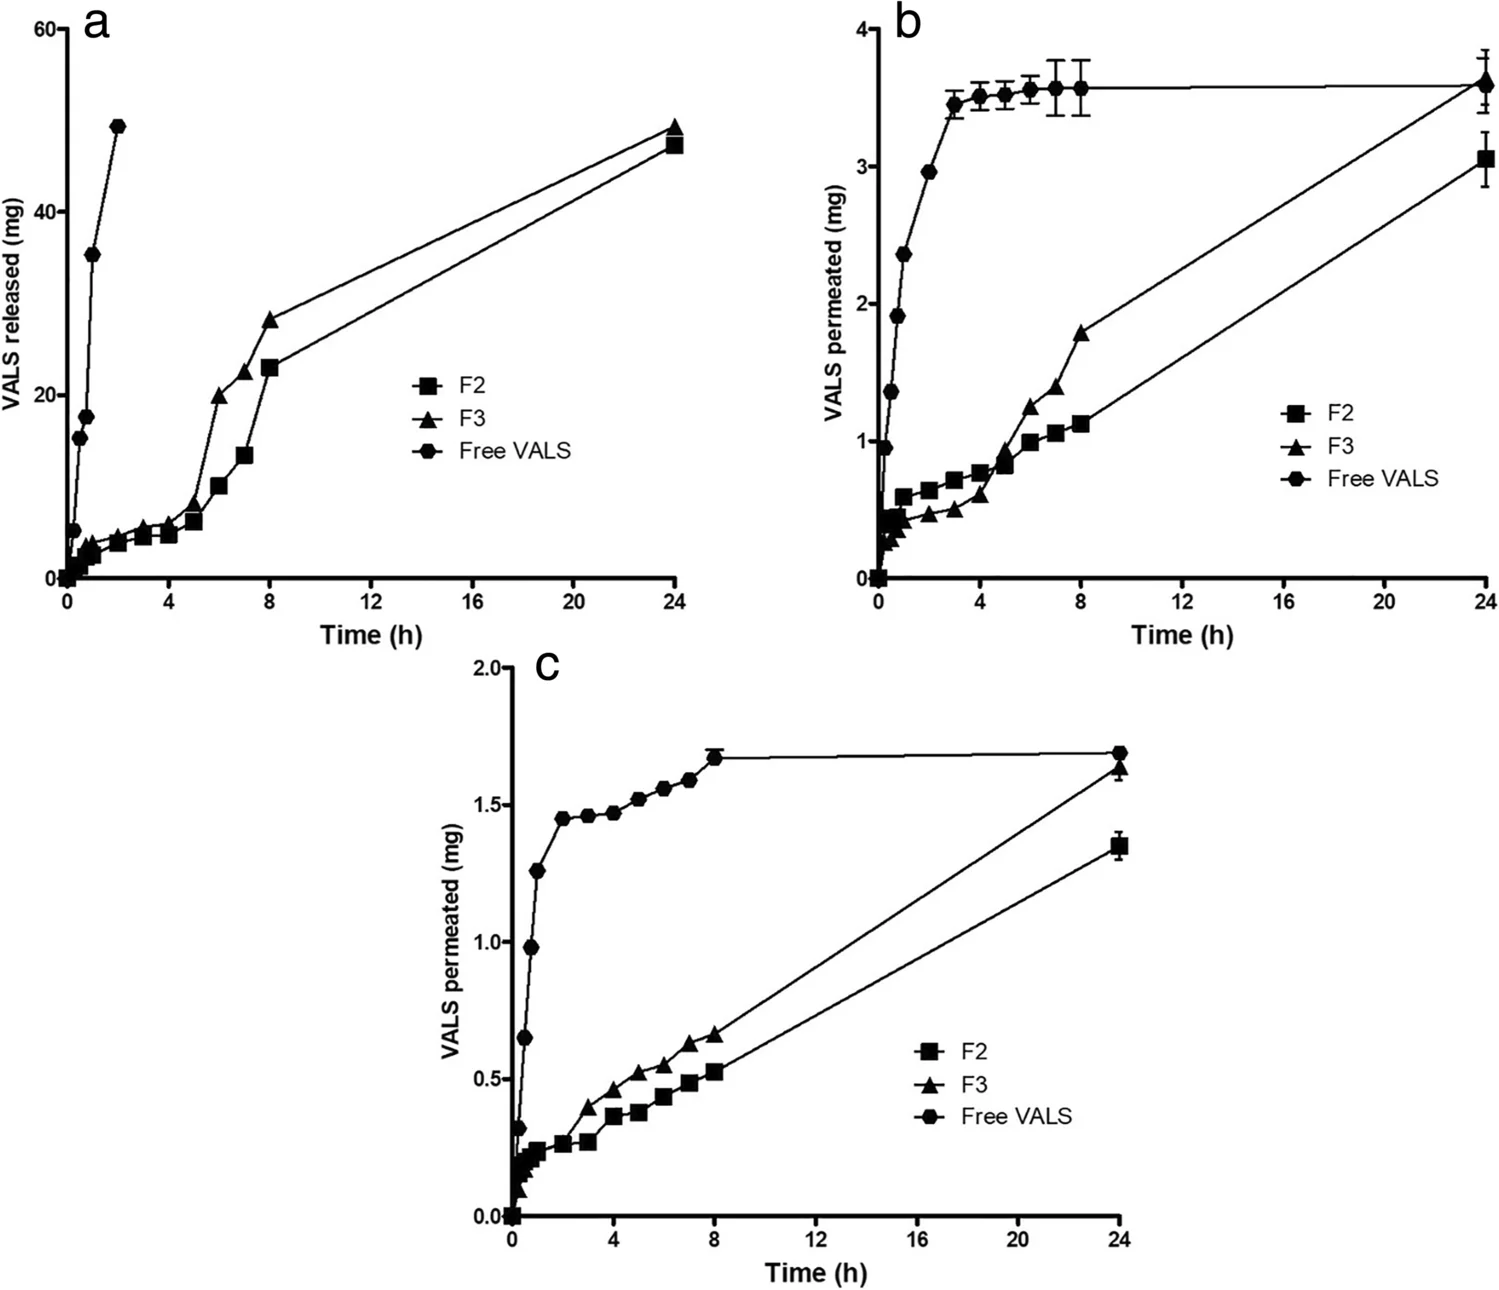 a
60
40
20
0
VALS released (mg)
0 4 8 12 16 20 24
Time (h)
F2
F3
Free VALS
b
4
3
2
1
0
VALS permeated (mg)
0 4 8 12 16 20 24
Time (h)
F2
F3
Free VALS
c
2.0
1.5
1.0
0.5
0.0
VALS permeated (mg)
0 4 8 12 16 20 24
Time (h)
F2
F3
Free VALS